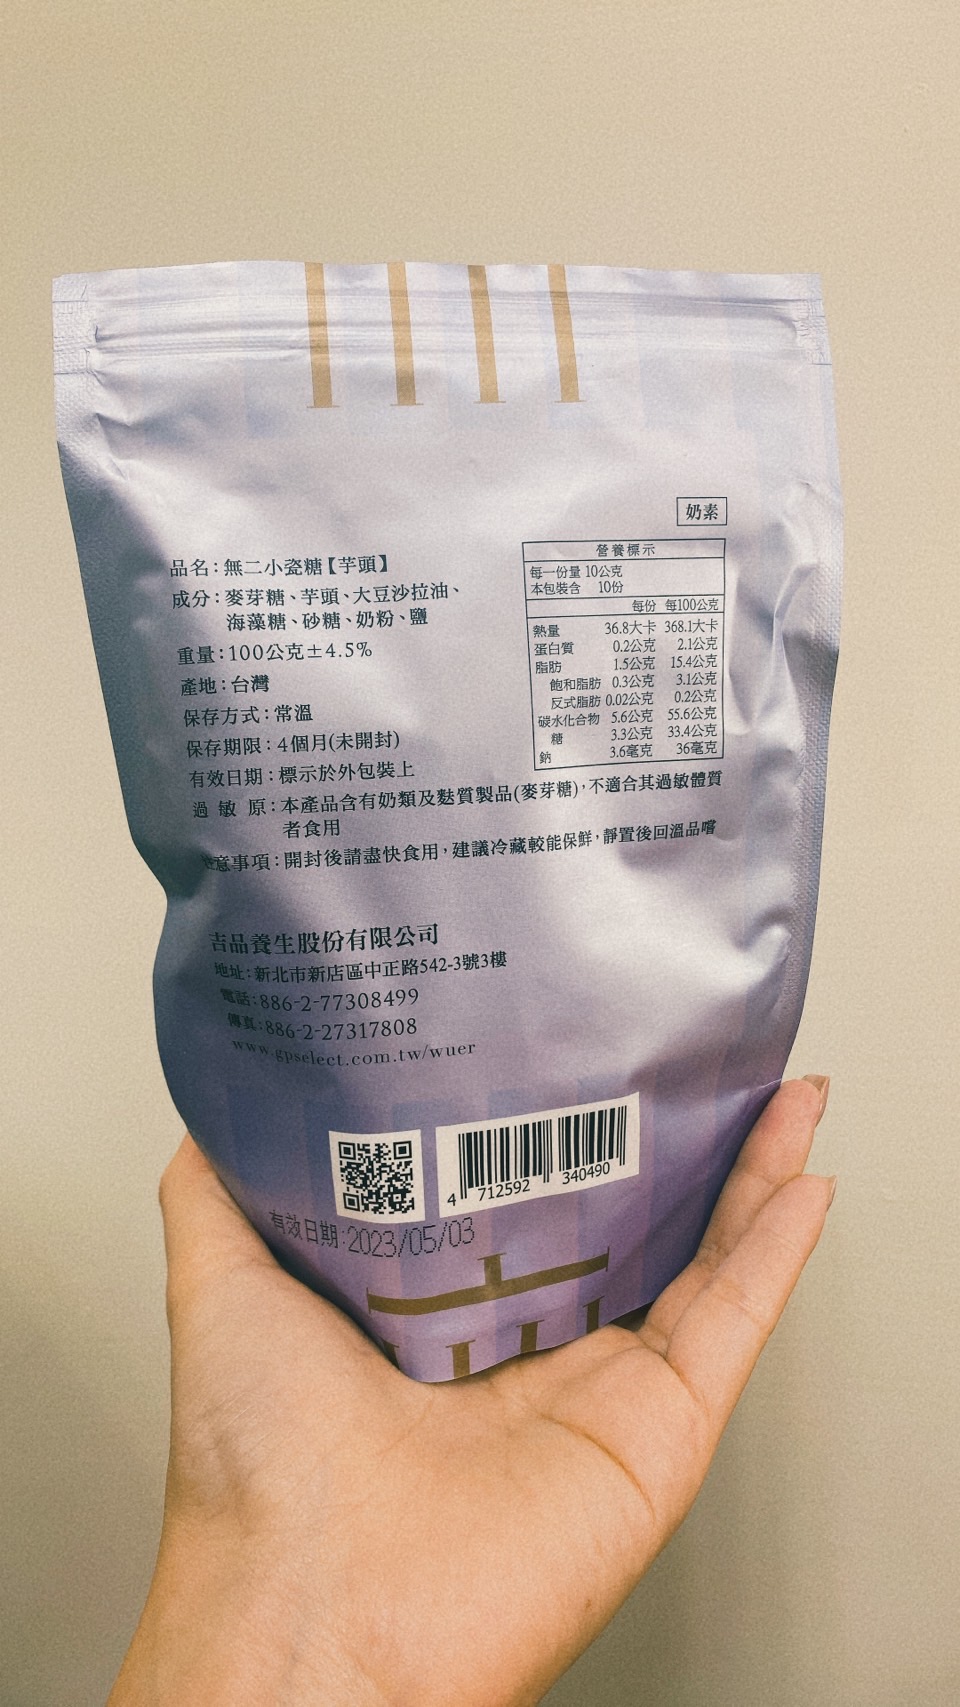 奶素
品名：無二小瓷糖【芋頭】
成分：麥芽糖、芋頭、大豆沙拉油、
海藻糖、砂糖、奶粉、鹽
重量：100公克±4.5%
產地：台灣
保存方式：常溫
保存期限：4個月(未開封)
有效日期：標示於外包裝上
過 敏 原：本產品含有奶類及麩質製品(麥芽糖)，不適合其過敏體質
者食用
注意事項：開封後請盡快食用，建議冷藏較能保鮮，靜置後回溫品嚐
營養標示
每一份量 10公克
本包裝含 10份
每份 每100公克
熱量 36.8大卡 368.1大卡
蛋白質 0.2公克 2.1公克
脂肪 1.5公克 15.4公克
飽和脂肪 0.3公克 3.1公克
反式脂肪 0.02公克 0.2公克
碳水化合物 5.6公克 55.6公克
糖 3.3公克 33.4公克
鈉 3.6毫克 36毫克
吉品養生股份有限公司
地址：新北市新店區中正路542-3號3樓
電話：886-2-77308499
傳真：886-2-27317808
www.gpselect.com.tw/wuer
4 712592 340490
有效日期：2023/05/03